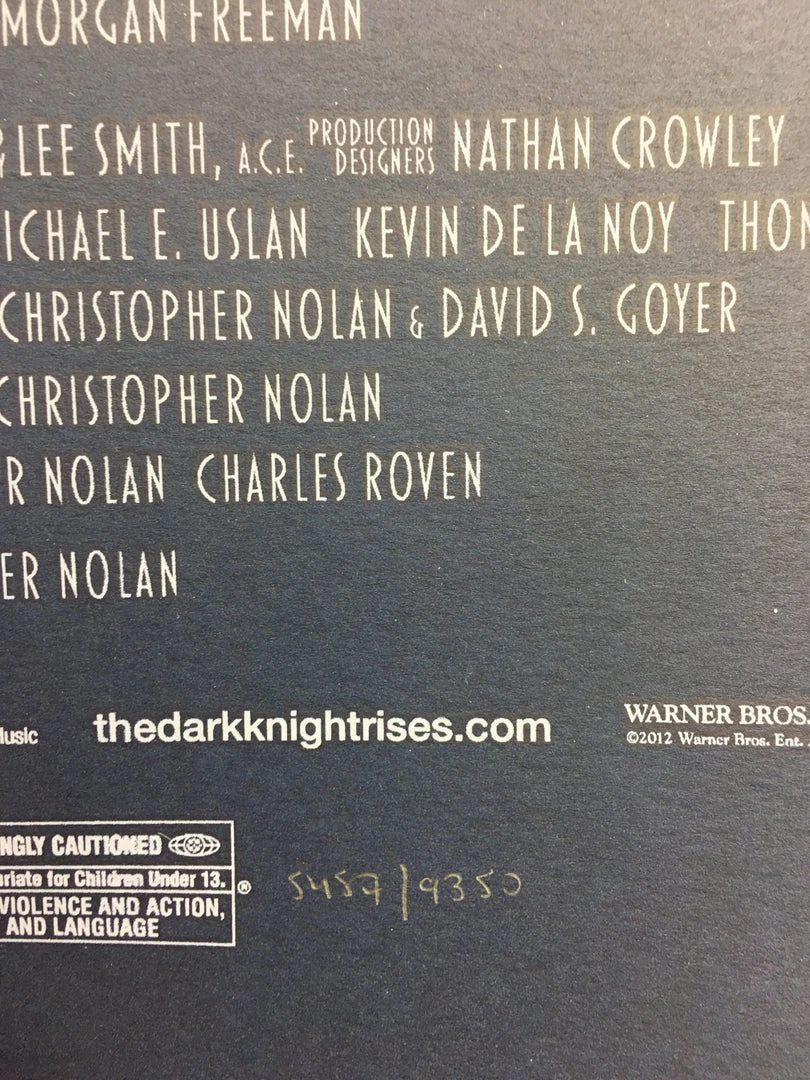 MORGAN FREEMAN
LEE SMITH, A.C.E. PRODUCTION DESIGNERS NATHAN CROWLEY
ICHAEL E. USLAN KEVIN DE LA NOY THOM
CHRISTOPHER NOLAN & DAVID S. GOYER
CHRISTOPHER NOLAN
R NOLAN CHARLES ROVEN
ER NOLAN
Music thedarkknightrises.com WARNER BROS.
©2012 Warner Bros. Ent.
NGLY CAUTIONED
riate for Children Under 13. ®
VIOLENCE AND ACTION,
AND LANGUAGE
5457/9350